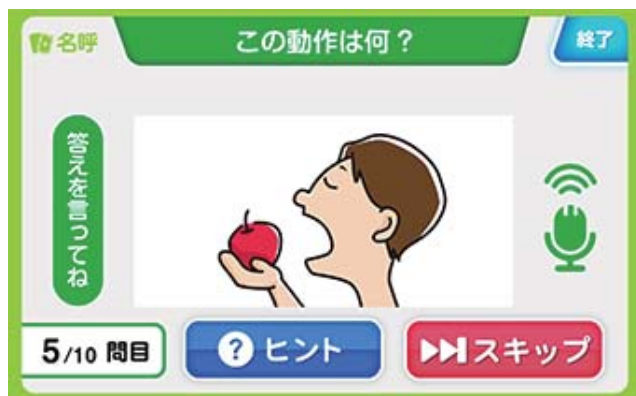 名呼
この動作は何？
終了
答えを言ってね
5/10 問目
? ヒント
スキップ